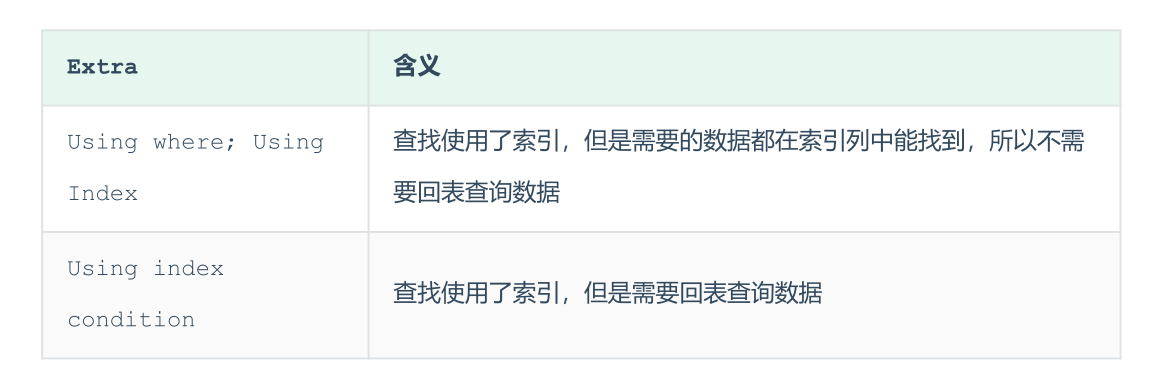 Extra
含义
Using where; Using
Index
查找使用了索引，但是需要的数据都在索引列中能找到，所以不需
要回表查询数据
Using index
condition
查找使用了索引，但是需要回表查询数据